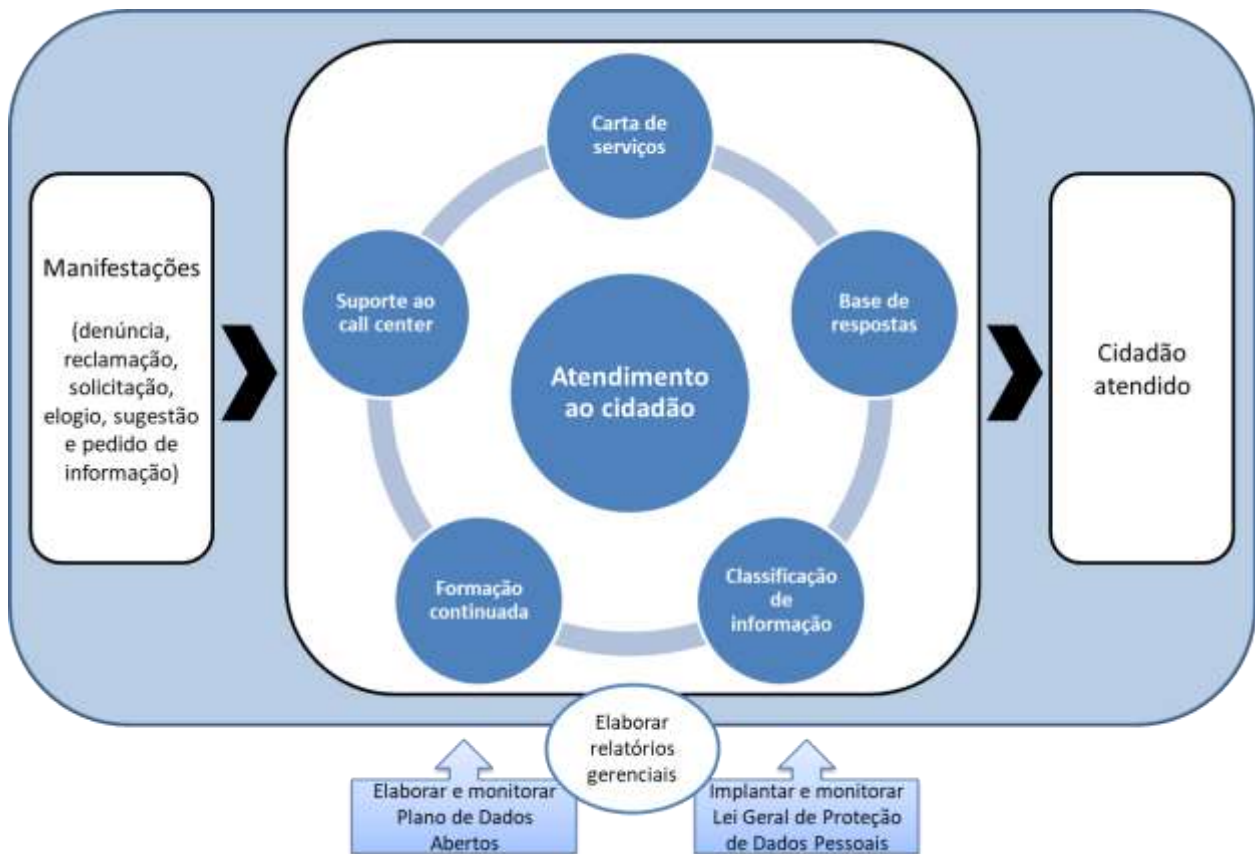 Manifestações
(denúncia,
reclamação,
solicitação,
elogio, sugestão
e pedido de
informação)
Carta de
serviços
Suporte ao
call center
Base de
respostas
Atendimento
ao cidadão
Formação
continuada
Classificação
de
informação
Cidadão
atendido
Elaborar
relatórios
gerenciais
Elaborar e monitorar
Plano de Dados
Abertos
Implantar e monitorar
Lei Geral de Proteção
de Dados Pessoais